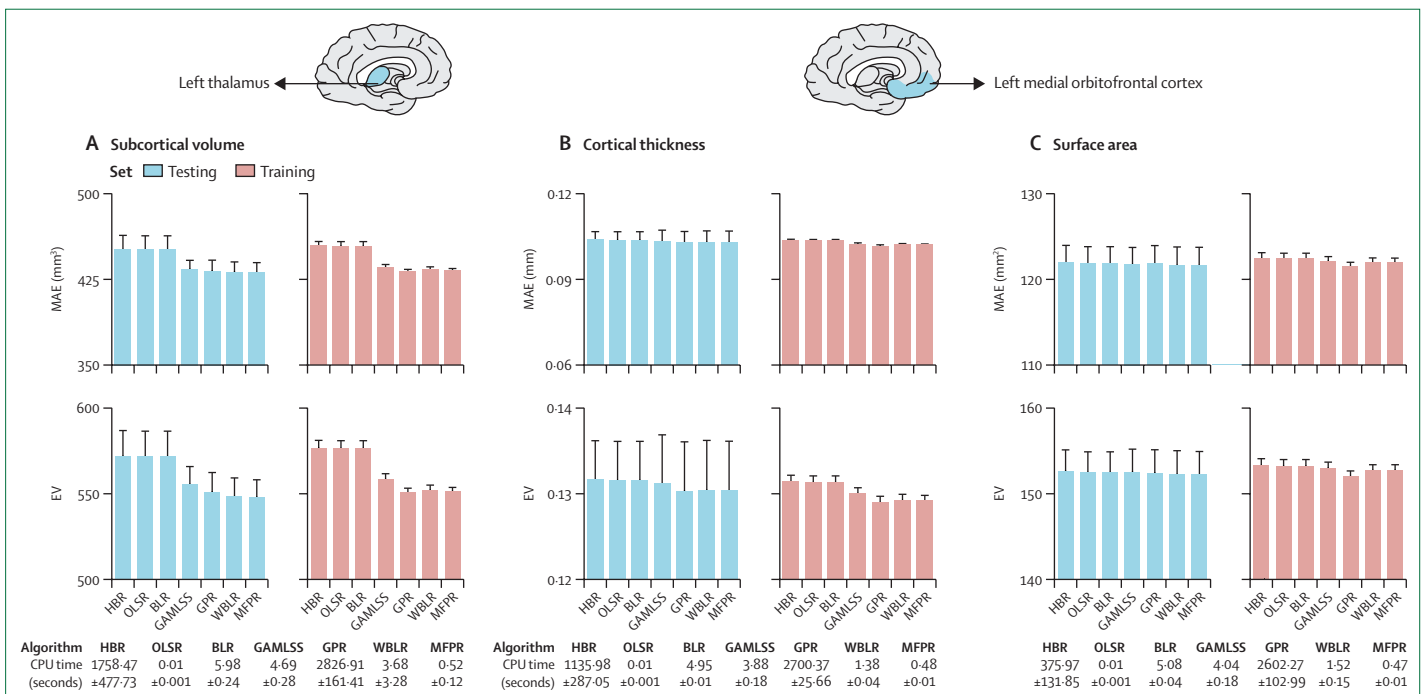 Left thalamus
Left medial orbitofrontal cortex
A Subcortical volume
Set Testing Training
500
425
350
MAE (mm³)
600
550
500
EV
HBR
OLSR
BLR
GAMLSS
GPR
WBLR
MFPR
HBR
OLSR
BLR
GAMLSS
GPR
WBLR
MFPR
Algorithm HBR OLSR BLR GAMLSS GPR WBLR MFPR
CPU time 1758·47 0·01 5·98 4·69 2826·91 3·68 0·52
(seconds) ±477·73 ±0·001 ±0·24 ±0·28 ±161·41 ±3·28 ±0·12
B Cortical thickness
0·12
0·09
0·06
MAE (mm)
0·14
0·13
0·12
EV
HBR
OLSR
BLR
GAMLSS
GPR
WBLR
MFPR
HBR
OLSR
BLR
GAMLSS
GPR
WBLR
MFPR
Algorithm HBR OLSR BLR GAMLSS GPR WBLR MFPR
CPU time 1135·98 0·01 4·95 3·88 2700·37 1·38 0·48
(seconds) ±287·05 ±0·001 ±0·01 ±0·18 ±25·66 ±0·04 ±0·01
C Surface area
130
120
110
MAE (mm²)
160
150
140
EV
HBR
OLSR
BLR
GAMLSS
GPR
WBLR
MFPR
HBR
OLSR
BLR
GAMLSS
GPR
WBLR
MFPR
HBR OLSR BLR GAMLSS GPR WBLR MFPR
375·97 0·01 5·08 4·04 2602·27 1·52 0·47
±131·85 ±0·001 ±0·04 ±0·18 ±102·99 ±0·15 ±0·01